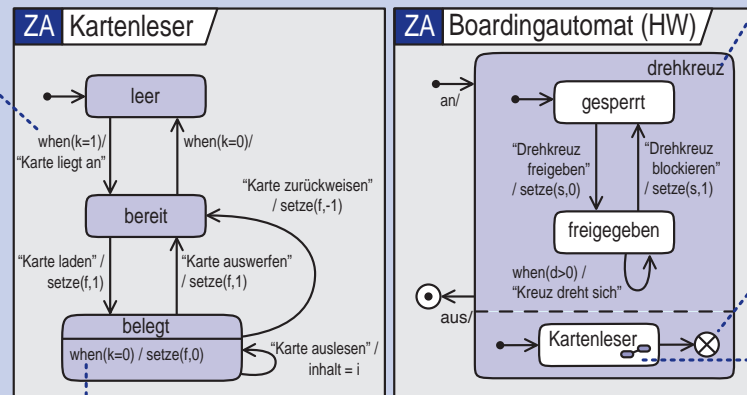 ZA Kartenleser
leer
when(k=1)/
“Karte liegt an”
when(k=0)/
bereit
“Karte zurückweisen”
/ setze(f,-1)
“Karte laden” /
setze(f,1)
“Karte auswerfen”
/ setze(f,1)
belegt
when(k=0) / setze(f,0)
“Karte auslesen” /
inhalt = i
ZA Boardingautomat (HW)
drehkreuz
an/
gesperrt
“Drehkreuz
freigeben”
/ setze(s,0)
“Drehkreuz
blockieren”
/ setze(s,1)
freigegeben
when(d>0) /
“Kreuz dreht sich”
aus/
Kartenleser